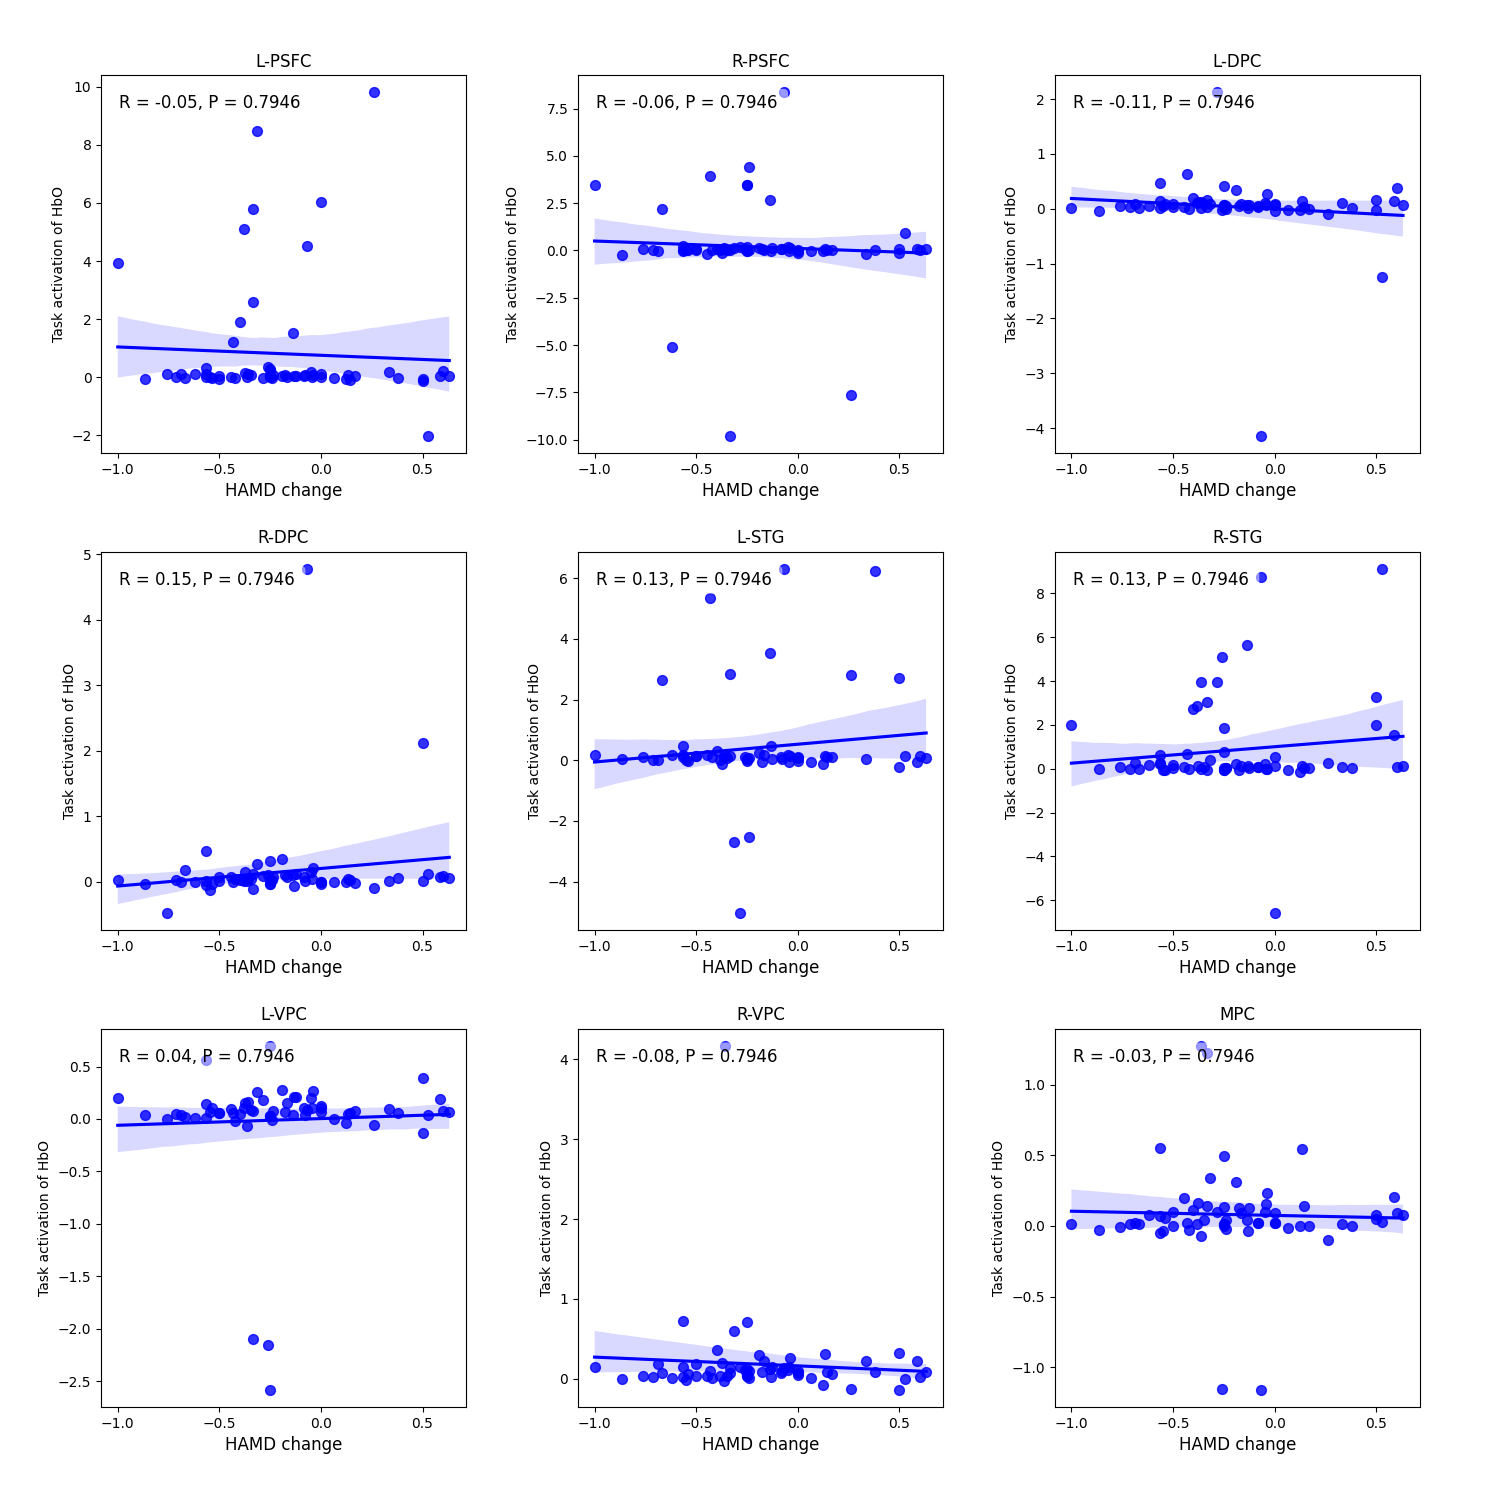 L-PSFC
R = -0.05, P = 0.7946
Task activation of HbO
10
8
6
4
2
0
−2
−1.0 −0.5 0.0 0.5
HAMD change
R-PSFC
R = -0.06, P = 0.7946
Task activation of HbO
7.5
5.0
2.5
0.0
−2.5
−5.0
−7.5
−10.0
−1.0 −0.5 0.0 0.5
HAMD change
L-DPC
R = -0.11, P = 0.7946
Task activation of HbO
2
1
0
−1
−2
−3
−4
−1.0 −0.5 0.0 0.5
HAMD change
R-DPC
R = 0.15, P = 0.7946
Task activation of HbO
5
4
3
2
1
0
−1.0 −0.5 0.0 0.5
HAMD change
L-STG
R = 0.13, P = 0.7946
Task activation of HbO
6
4
2
0
−2
−4
−1.0 −0.5 0.0 0.5
HAMD change
R-STG
R = 0.13, P = 0.7946
Task activation of HbO
8
6
4
2
0
−2
−4
−6
−1.0 −0.5 0.0 0.5
HAMD change
L-VPC
R = 0.04, P = 0.7946
Task activation of HbO
0.5
0.0
−0.5
−1.0
−1.5
−2.0
−2.5
−1.0 −0.5 0.0 0.5
HAMD change
R-VPC
R = -0.08, P = 0.7946
Task activation of HbO
4
3
2
1
0
−1.0 −0.5 0.0 0.5
HAMD change
MPC
R = -0.03, P = 0.7946
Task activation of HbO
1.0
0.5
0.0
−0.5
−1.0
−1.0 −0.5 0.0 0.5
HAMD change